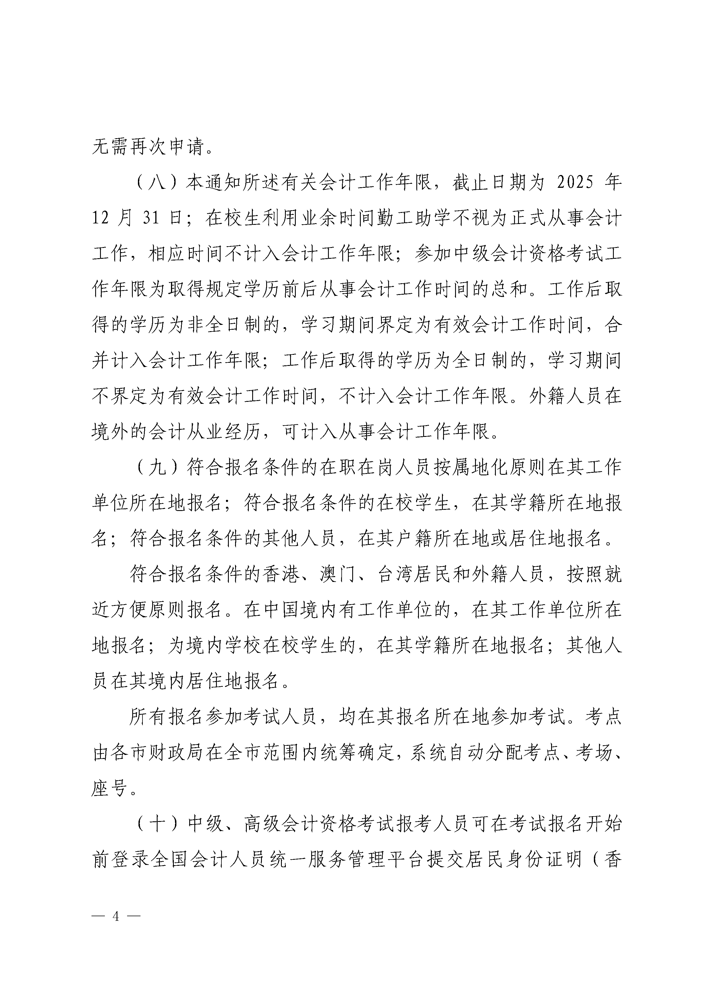 无需再次申请。
（八）本通知所述有关会计工作年限，截止日期为 2025 年
12 月 31 日；在校生利用业余时间勤工助学不视为正式从事会计
工作，相应时间不计入会计工作年限；参加中级会计资格考试工
作年限为取得规定学历前后从事会计工作时间的总和。工作后取
得的学历为非全日制的，学习期间界定为有效会计工作时间，合
并计入会计工作年限；工作后取得的学历为全日制的，学习期间
不界定为有效会计工作时间，不计入会计工作年限。外籍人员在
境外的会计从业经历，可计入从事会计工作年限。
（九）符合报名条件的在职在岗人员按属地化原则在其工作
单位所在地报名；符合报名条件的在校学生，在其学籍所在地报
名；符合报名条件的其他人员，在其户籍所在地或居住地报名。
符合报名条件的香港、澳门、台湾居民和外籍人员，按照就
近方便原则报名。在中国境内有工作单位的，在其工作单位所在
地报名；为境内学校在校学生的，在其学籍所在地报名；其他人
员在其境内居住地报名。
所有报名参加考试人员，均在其报名所在地参加考试。考点
由各市财政局在全市范围内统筹确定，系统自动分配考点、考场、
座号。
（十）中级、高级会计资格考试报考人员可在考试报名开始
前登录全国会计人员统一服务管理平台提交居民身份证明（香
— 4 —